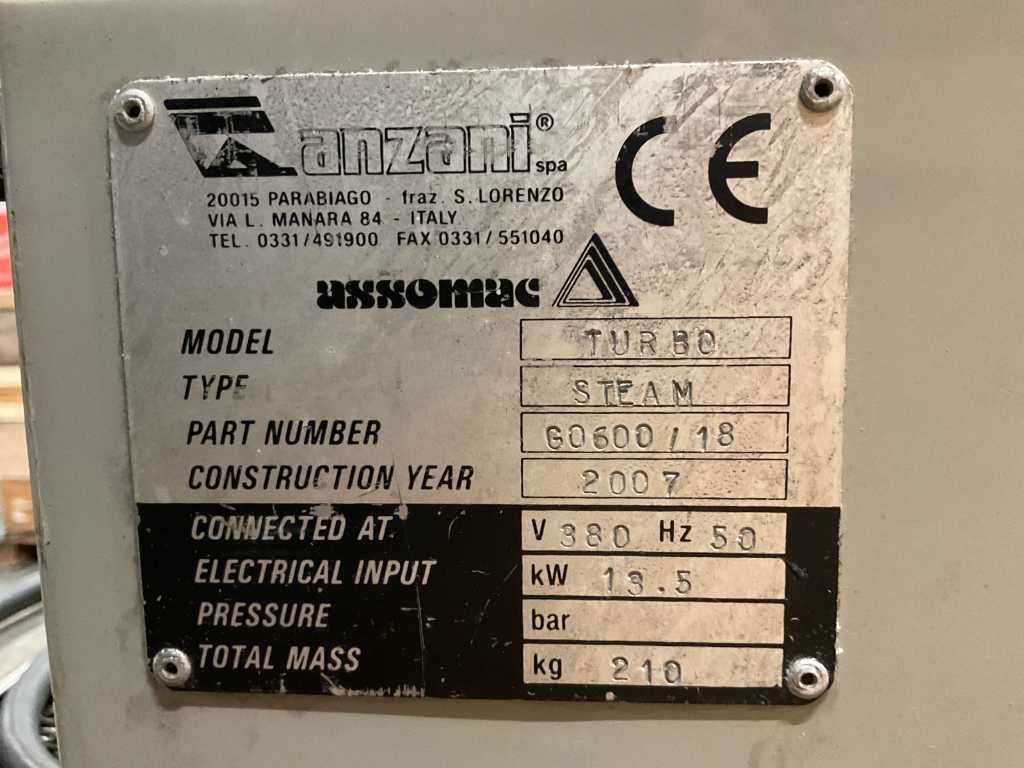 Tanzani® spa
CE
20015 PARABIAGO - fraz. S. LORENZO
VIA L. MANARA 84 - ITALY
TEL. 0331/491900 FAX 0331/551040
assomac
MODEL TURBO
TYPE STEAM
PART NUMBER G0600/18
CONSTRUCTION YEAR 2007
CONNECTED AT V 380 Hz 50
ELECTRICAL INPUT kW 13.5
PRESSURE bar
TOTAL MASS kg 210